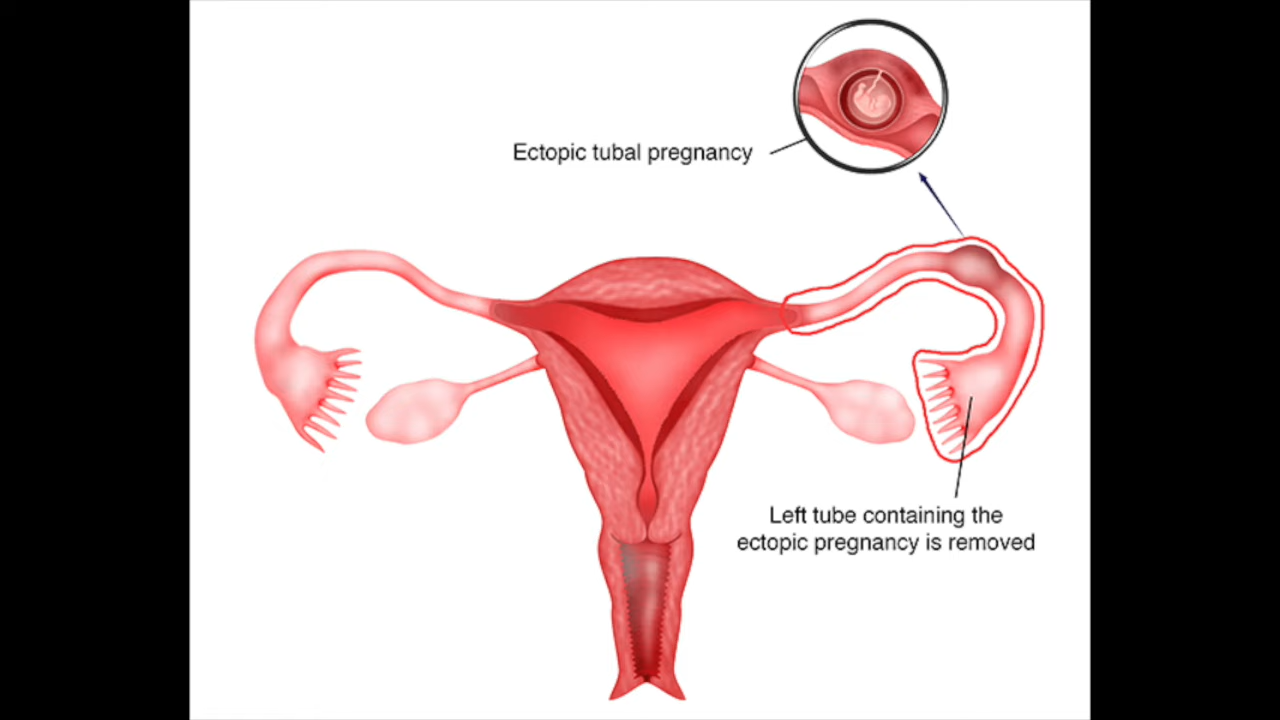 Ectopic tubal pregnancy
Left tube containing the
ectopic pregnancy is removed